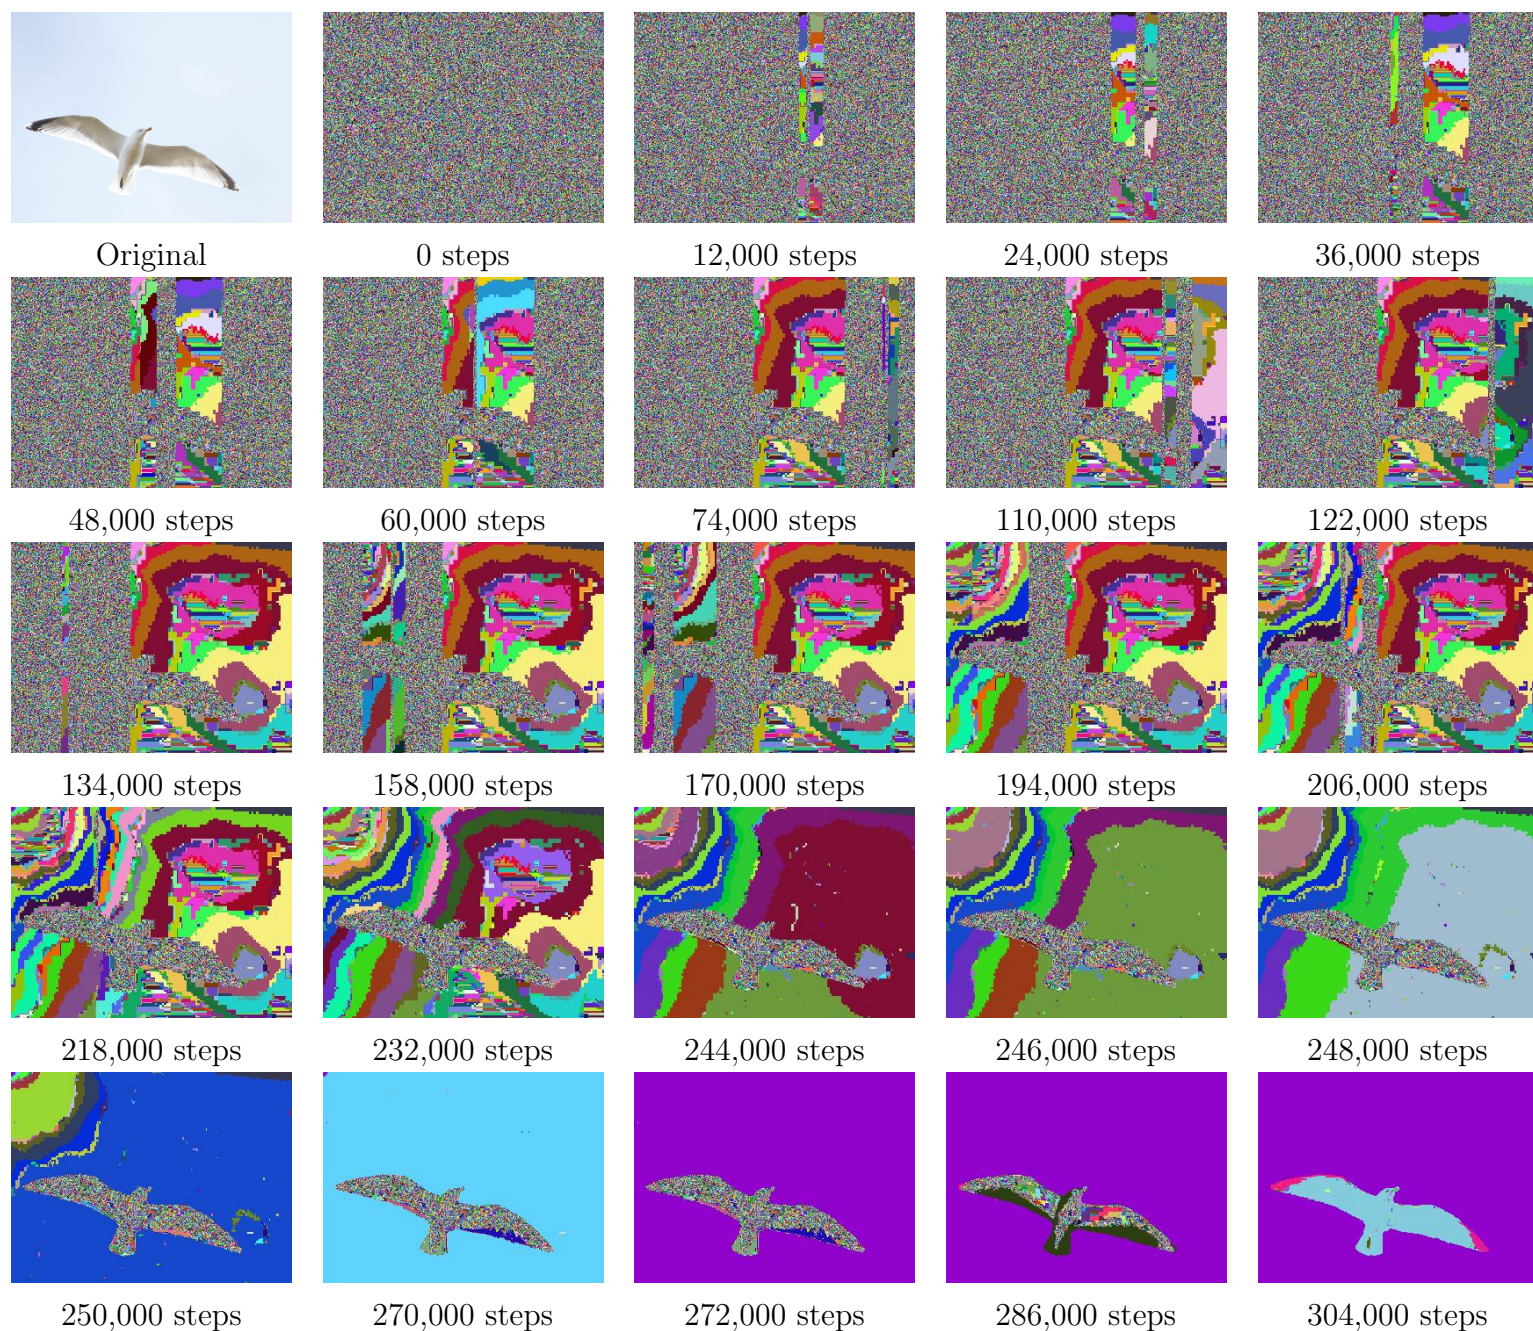 Original 0 steps 12,000 steps 24,000 steps 36,000 steps
48,000 steps 60,000 steps 74,000 steps 110,000 steps 122,000 steps
134,000 steps 158,000 steps 170,000 steps 194,000 steps 206,000 steps
218,000 steps 232,000 steps 244,000 steps 246,000 steps 248,000 steps
250,000 steps 270,000 steps 272,000 steps 286,000 steps 304,000 steps